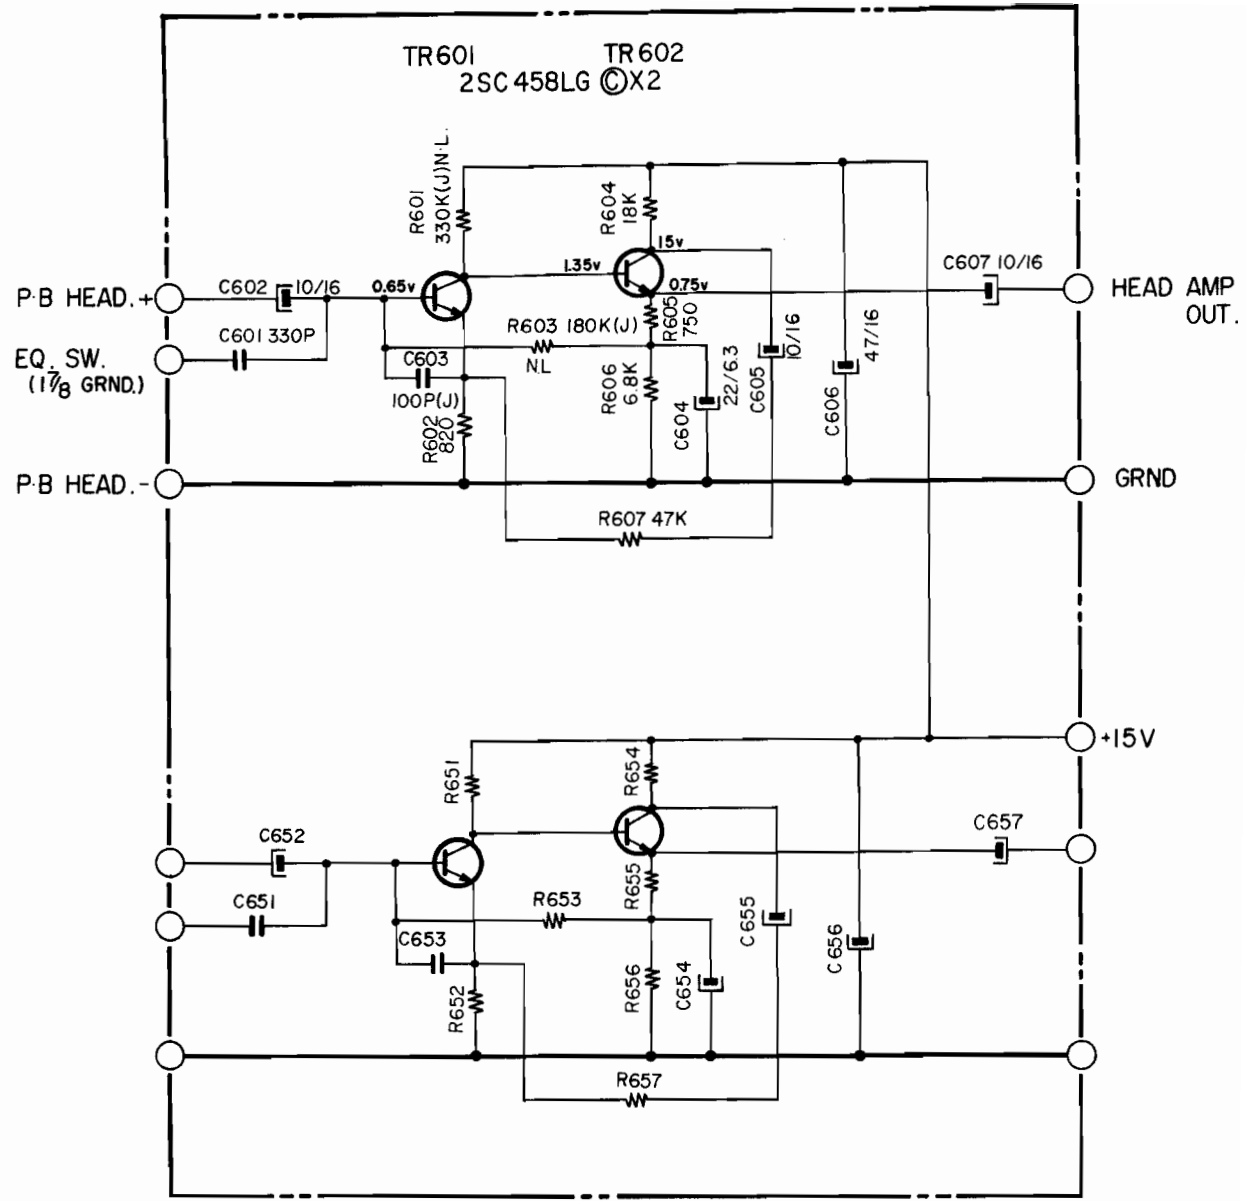 TR601 TR602
2SC458LG ©X2
R601
330K(J)N.L.
R604
18K
15v
1.35v
0.75v
0.65v
C602 10/16
P·B HEAD. +
C607 10/16
HEAD AMP
OUT.
C601 330P
EQ. SW.
(1 7/8 GRND.)
R603 180K(J)
N.L
R605
750
C603
100P(J)
R602
820
R606
6.8K
C604
22/6.3
C605
10/16
C606
47/16
P·B HEAD. -
GRND
R607 47K
+15V
R651
R654
C652
C657
C651
R653
R655
C653
C655
C656
R652
R656
C654
R657